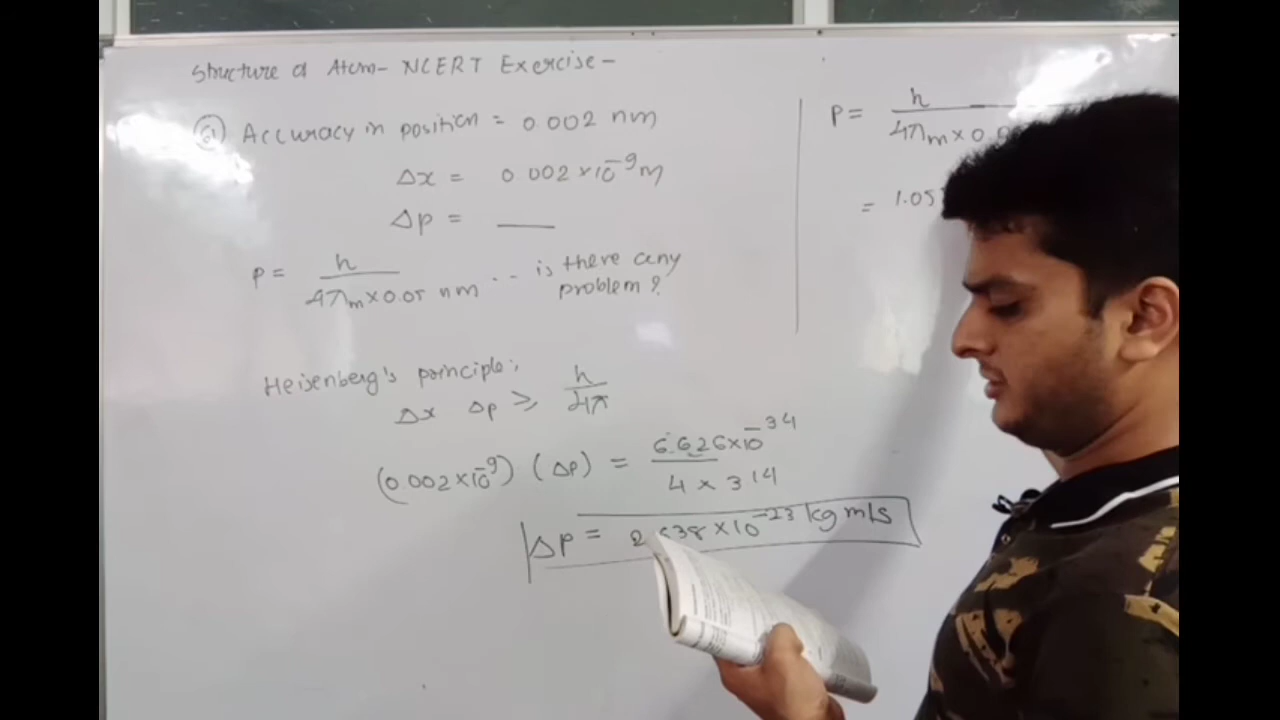 Structure of Atom - NCERT Exercise -
Accuracy in position = 0.002 nm
Δx = 0.002 × 10⁻⁹ m
Δp = __
p = h / 4πm × 0.05 nm .. is there any problem?
Heisenberg's principle:
Δx Δp ≥ h / 4π
(0.002 × 10⁻⁹) (Δp) = 6.626 × 10⁻³⁴ / 4 × 3.14
Δp = 2.638 × 10⁻²³ kg m/s
p = h / 4πm × 0.
= 1.05